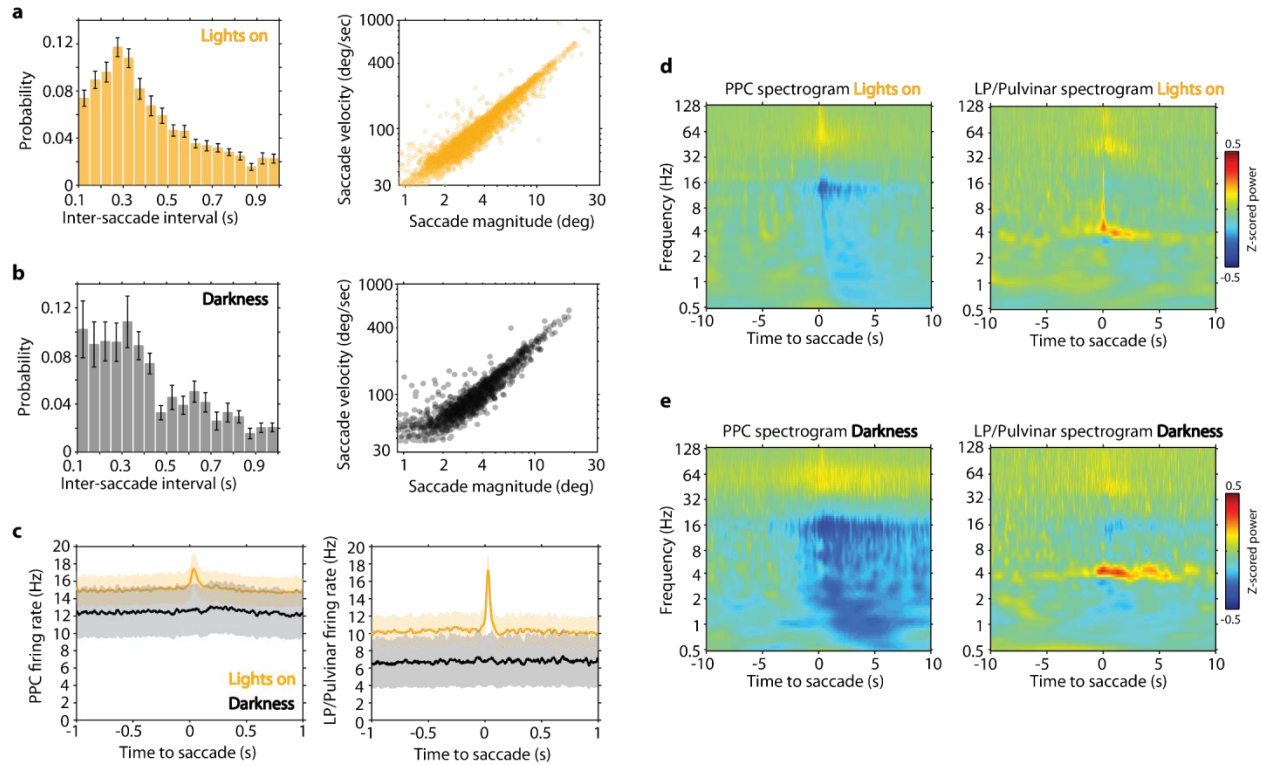 a
Lights on
Probability
0.12
0.08
0.04
0
0.1 0.3 0.5 0.7 0.9
Inter-saccade interval (s)
Saccade velocity (deg/sec)
1000
400
100
30
1 2 4 10 30
Saccade magnitude (deg)
b
Darkness
Probability
0.12
0.08
0.04
0
0.1 0.3 0.5 0.7 0.9
Inter-saccade interval (s)
Saccade velocity (deg/sec)
1000
400
100
30
1 2 4 10 30
Saccade magnitude (deg)
c
PPC firing rate (Hz)
20
18
16
14
12
10
8
6
4
2
0
Lights on
Darkness
-1 -0.5 0 0.5 1
Time to saccade (s)
LP/Pulvinar firing rate (Hz)
20
18
16
14
12
10
8
6
4
2
0
-1 -0.5 0 0.5 1
Time to saccade (s)
d
PPC spectrogram Lights on
Frequency (Hz)
128
64
32
16
8
4
2
1
0.5
-10 -5 0 5 10
Time to saccade (s)
LP/Pulvinar spectrogram Lights on
128
64
32
16
8
4
2
1
0.5
-10 -5 0 5 10
Time to saccade (s)
0.5
Z-scored power
-0.5
e
PPC spectrogram Darkness
Frequency (Hz)
128
64
32
16
8
4
2
1
0.5
-10 -5 0 5 10
Time to saccade (s)
LP/Pulvinar spectrogram Darkness
128
64
32
16
8
4
2
1
0.5
-10 -5 0 5 10
Time to saccade (s)
0.5
Z-scored power
-0.5